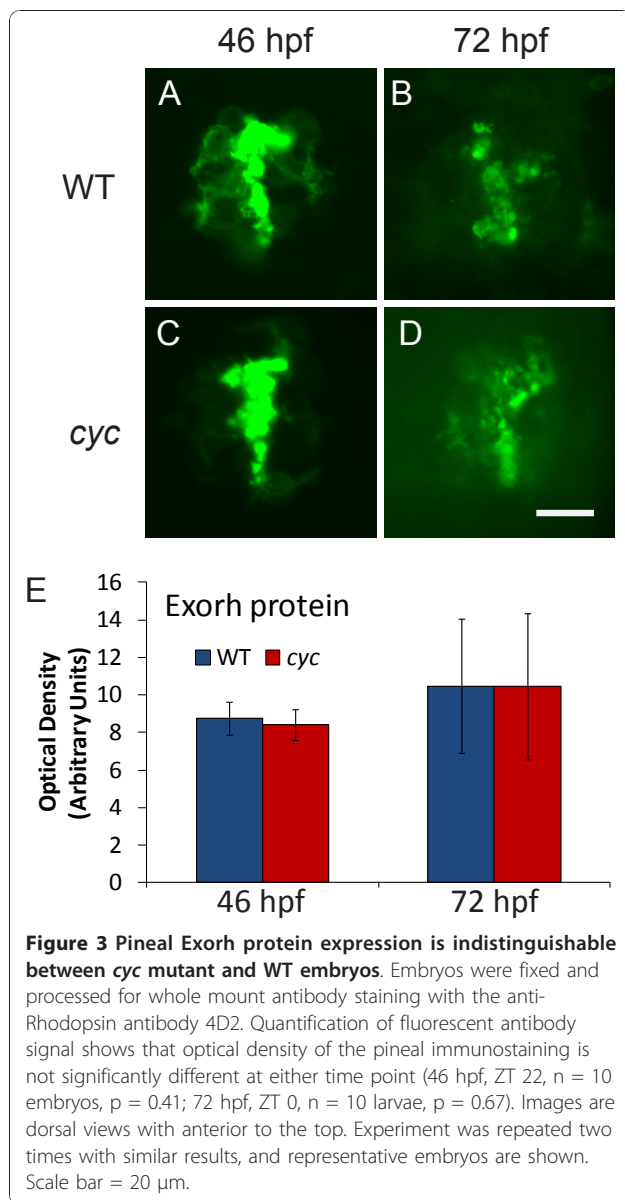 46 hpf 72 hpf
A B
WT
C D
cyc
E
Exorh protein
WT cyc
Optical Density
(Arbitrary Units)
16
14
12
10
8
6
4
2
0
46 hpf 72 hpf
Figure 3 Pineal Exorh protein expression is indistinguishable
between cyc mutant and WT embryos. Embryos were fixed and
processed for whole mount antibody staining with the anti-
Rhodopsin antibody 4D2. Quantification of fluorescent antibody
signal shows that optical density of the pineal immunostaining is
not significantly different at either time point (46 hpf, ZT 22, n = 10
embryos, p = 0.41; 72 hpf, ZT 0, n = 10 larvae, p = 0.67). Images are
dorsal views with anterior to the top. Experiment was repeated two
times with similar results, and representative embryos are shown.
Scale bar = 20 μm.